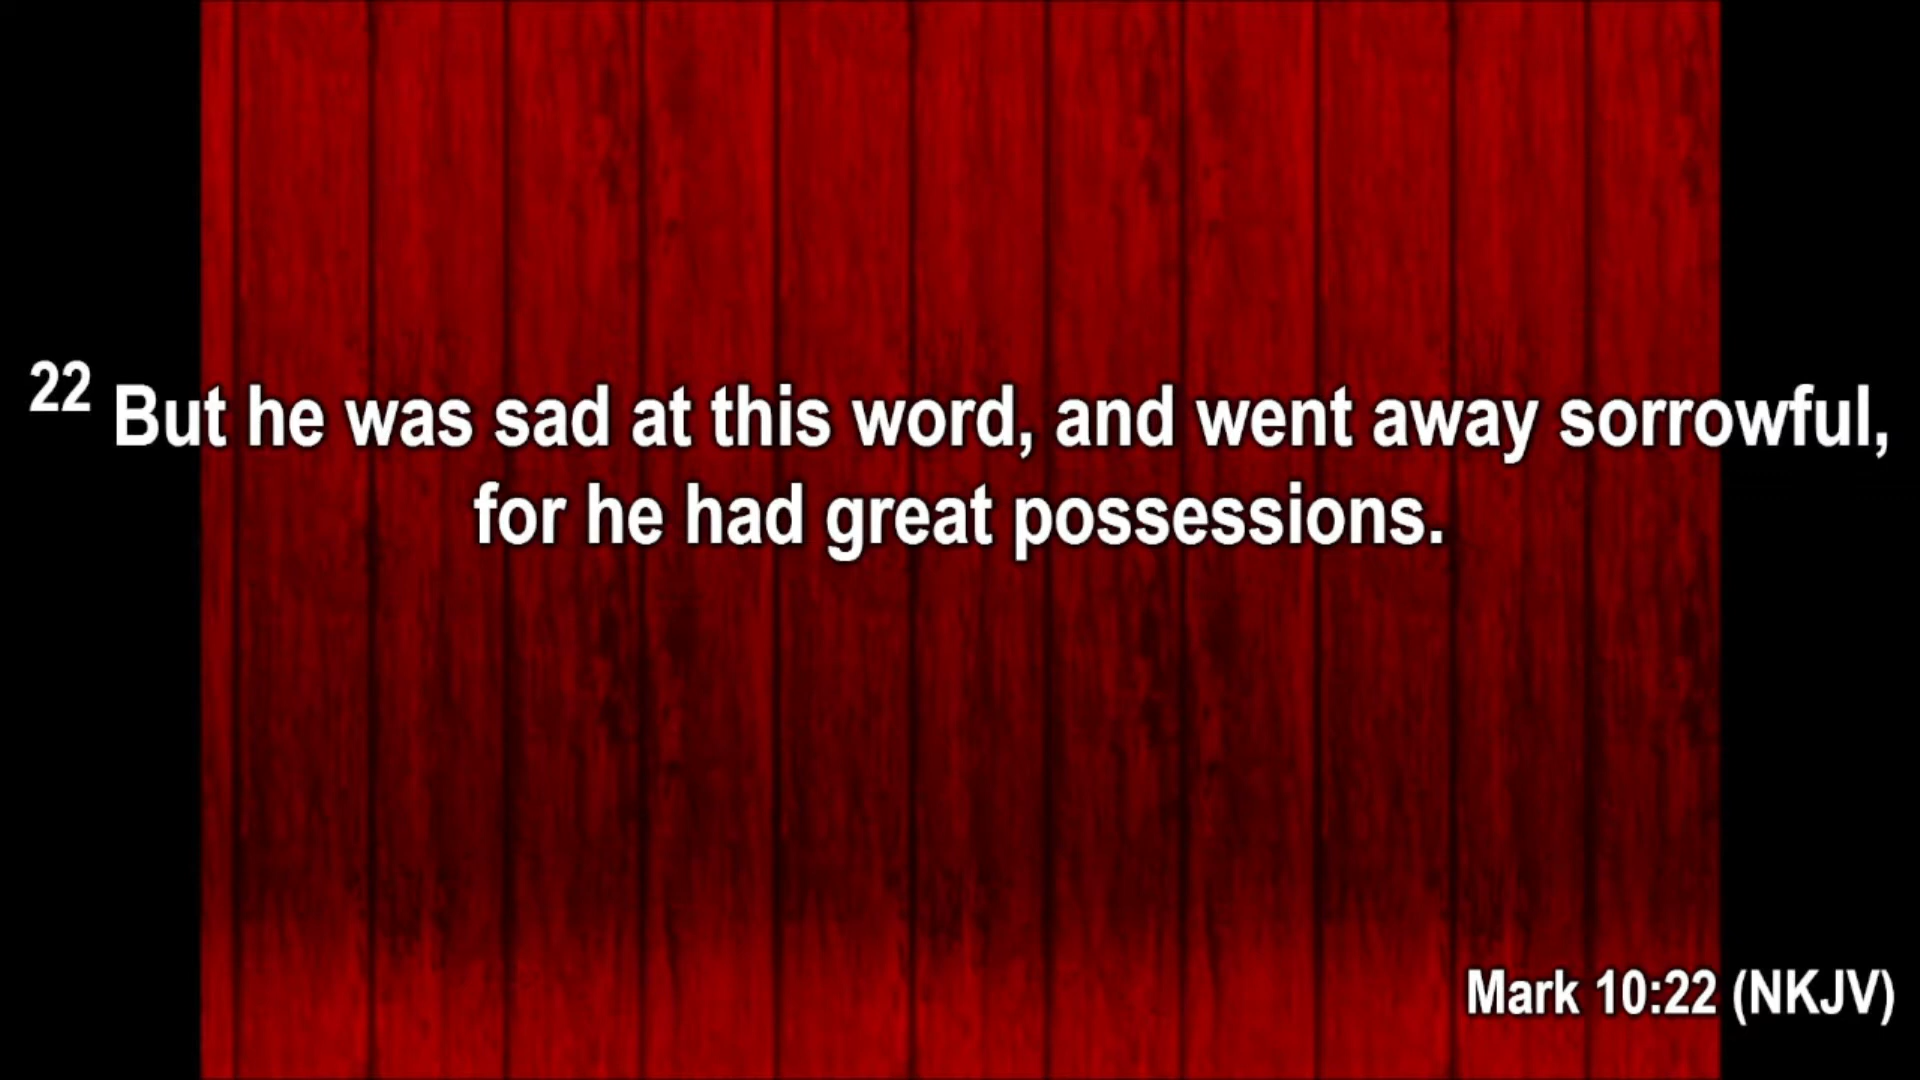 22 But he was sad at this word, and went away sorrowful,
for he had great possessions.
Mark 10:22 (NKJV)